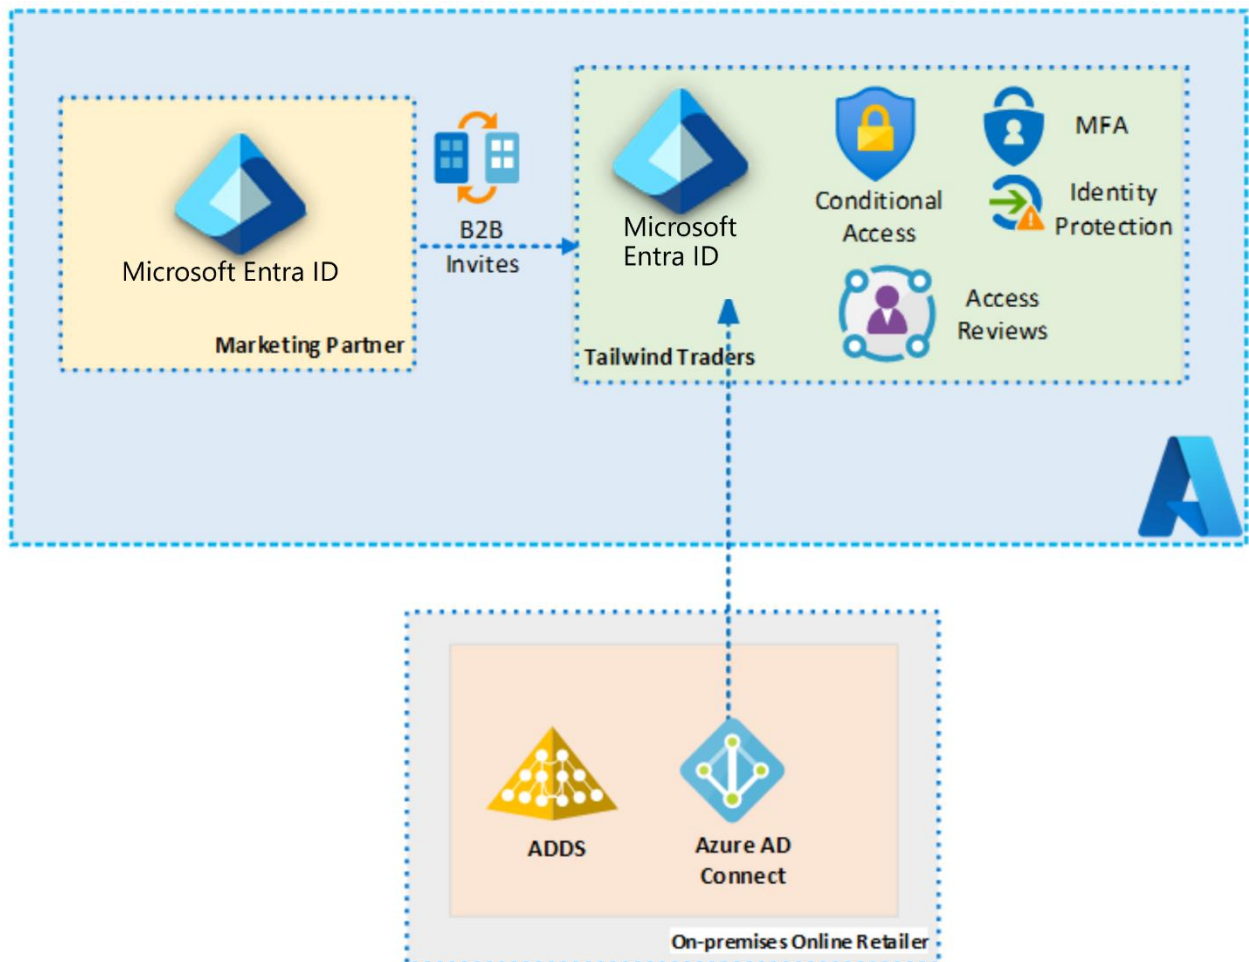 Microsoft Entra ID
Marketing Partner
B2B
Invites
Microsoft
Entra ID
Tailwind Traders
Conditional
Access
MFA
Identity
Protection
Access
Reviews
ADDS
Azure AD
Connect
On-premises Online Retailer